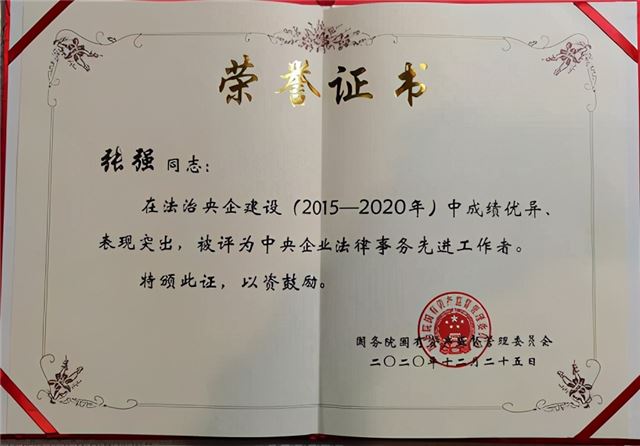 荣誉证书
张强同志：
在法治央企建设（2015—2020年）中成绩优异、
表现突出，被评为中央企业法律事务先进工作者。
特颁此证，以资鼓励。
国务院国有资产监督管理委员会
二〇二〇年十二月二十五日